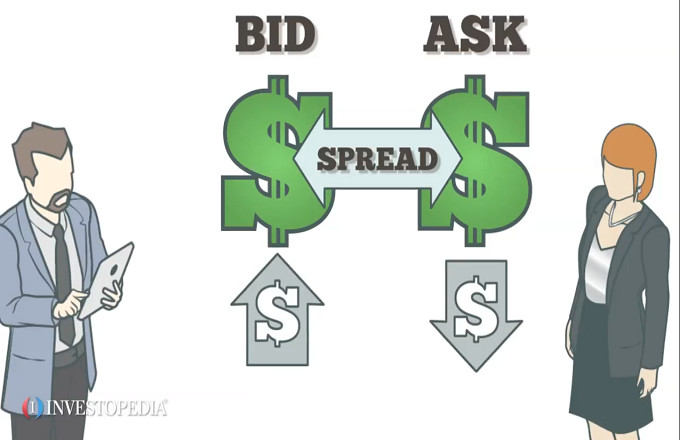 BID
ASK
SPREAD
$
$
INVESTOPEDIA